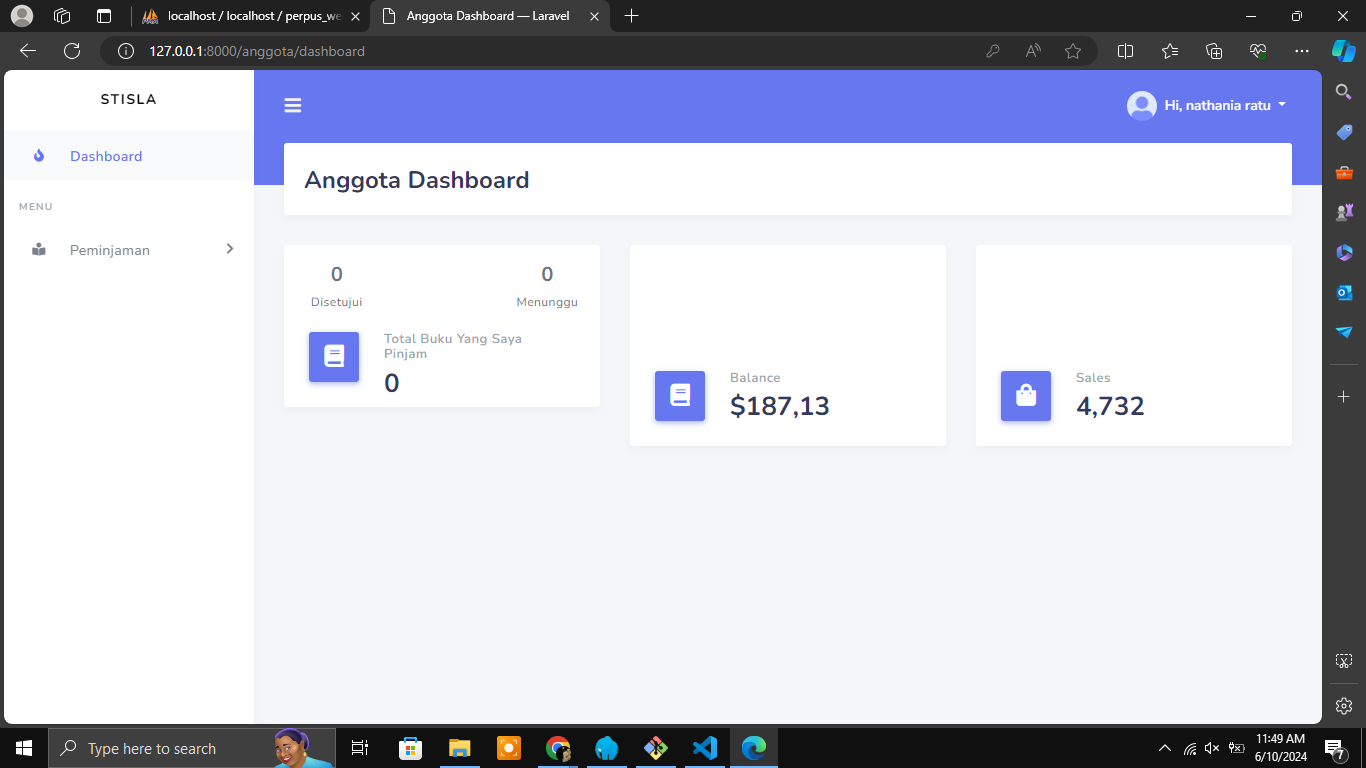 localhost / localhost / perpus_we
Anggota Dashboard — Laravel
127.0.0.1:8000/anggota/dashboard
STISLA
Hi, nathania ratu
Dashboard
Anggota Dashboard
MENU
Peminjaman
0
0
Disetujui
Menunggu
Total Buku Yang Saya
Pinjam
0
Balance
$187,13
Sales
4,732
Type here to search
11:49 AM
6/10/2024
7